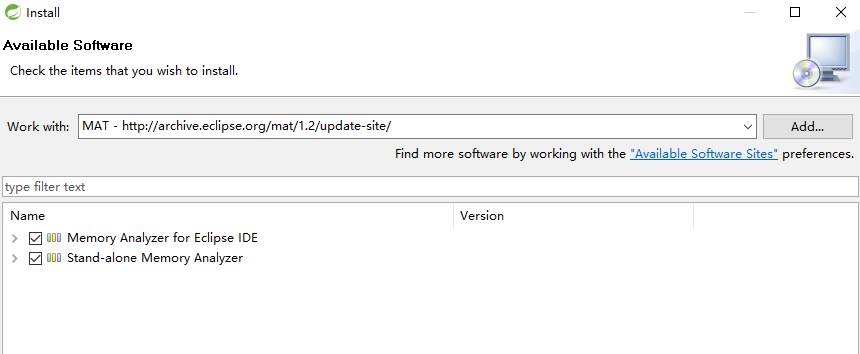 Install
Available Software
Check the items that you wish to install.
Work with: MAT - http://archive.eclipse.org/mat/1.2/update-site/ Add...
Find more software by working with the "Available Software Sites" preferences.
type filter text
Name Version
Memory Analyzer for Eclipse IDE
Stand-alone Memory Analyzer